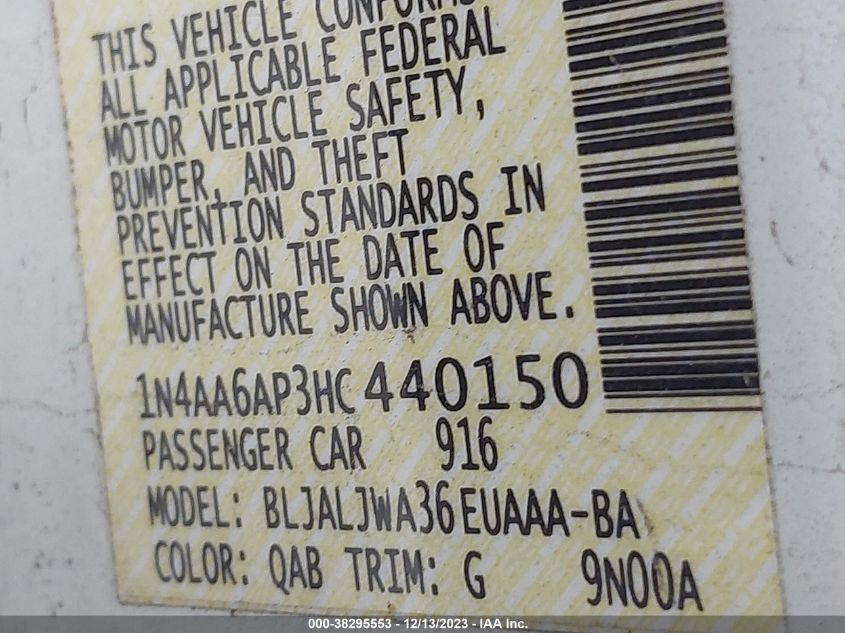 THIS VEHICLE CONFORMS
ALL APPLICABLE FEDERAL
MOTOR VEHICLE SAFETY,
BUMPER, AND THEFT
PREVENTION STANDARDS IN
EFFECT ON THE DATE OF
MANUFACTURE SHOWN ABOVE.
1N4AA6AP3HC440150
PASSENGER CAR 916
MODEL: BLJALJWA36EUAAA-BA
COLOR: QAB TRIM: G 9N00A
000-38295553 - 12/13/2023 - IAA Inc.